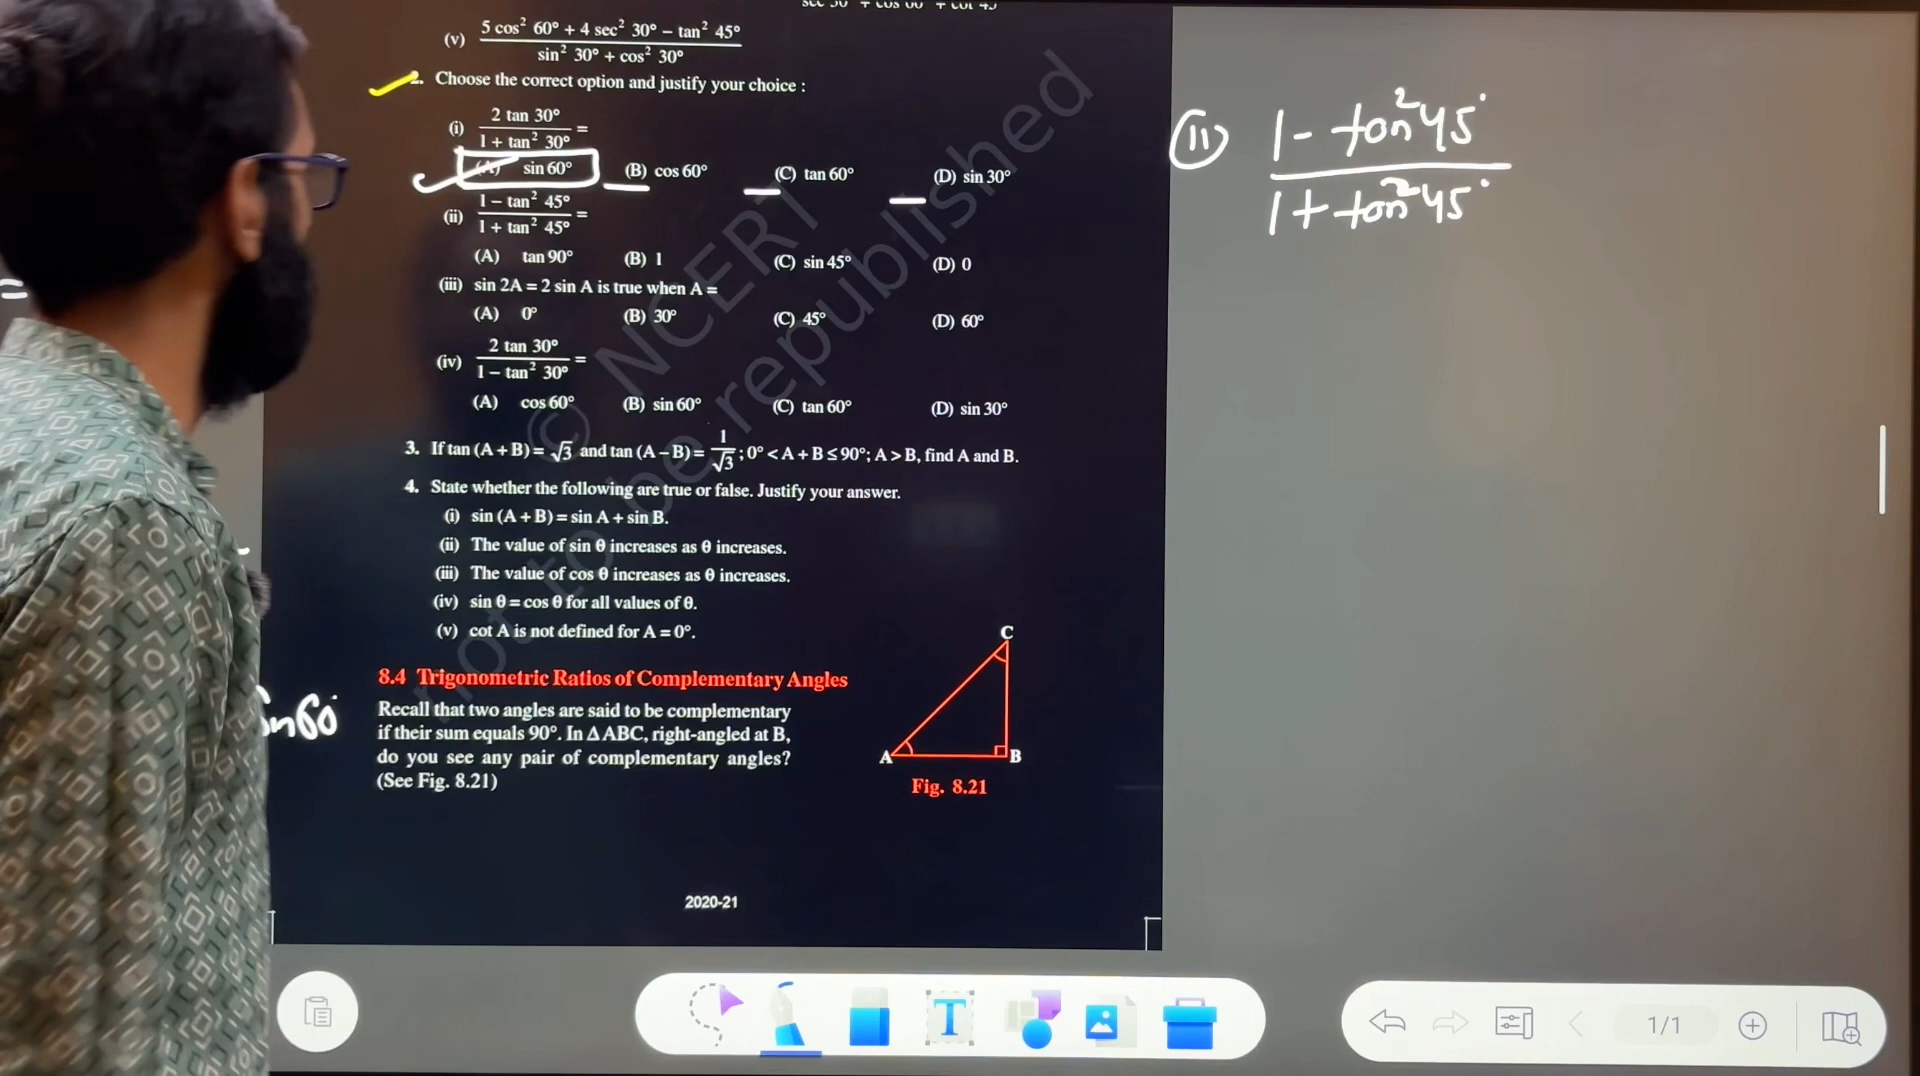 (v) 5 cos² 60° + 4 sec² 30° – tan² 45°
sin² 30° + cos² 30°
2. Choose the correct option and justify your choice :
(i) 2 tan 30° =
1 + tan² 30°
(A) sin 60° (B) cos 60° (C) tan 60° (D) sin 30°
(ii) 1 – tan² 45° =
1 + tan² 45°
(A) tan 90° (B) 1 (C) sin 45° (D) 0
(iii) sin 2A = 2 sin A is true when A =
(A) 0° (B) 30° (C) 45° (D) 60°
(iv) 2 tan 30° =
1 – tan² 30°
(A) cos 60° (B) sin 60° (C) tan 60° (D) sin 30°
3. If tan (A + B) = √3 and tan (A – B) = 1/√3 ; 0° < A + B ≤ 90°; A > B, find A and B.
4. State whether the following are true or false. Justify your answer.
(i) sin (A + B) = sin A + sin B.
(ii) The value of sin θ increases as θ increases.
(iii) The value of cos θ increases as θ increases.
(iv) sin θ = cos θ for all values of θ.
(v) cot A is not defined for A = 0°.
8.4 Trigonometric Ratios of Complementary Angles
Recall that two angles are said to be complementary
if their sum equals 90°. In Δ ABC, right-angled at B,
do you see any pair of complementary angles?
(See Fig. 8.21)
C
A B
Fig. 8.21
2020-21
© NCERT
not to be republished
(ii) 1 - tan²45°
1 + tan²45°
=
T
1/1